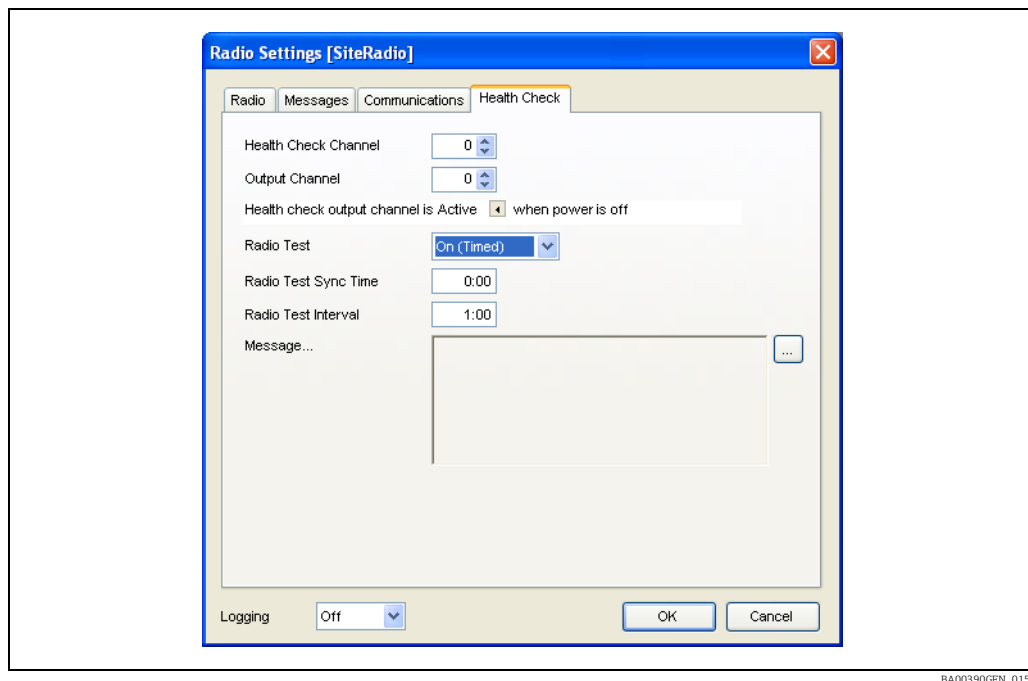 Radio Settings [SiteRadio]
Radio Messages Communications Health Check
Health Check Channel 0
Output Channel 0
Health check output channel is Active when power is off
Radio Test On (Timed)
Radio Test Sync Time 0:00
Radio Test Interval 1:00
Message... ...
Logging Off OK Cancel
BA00390GEN_015